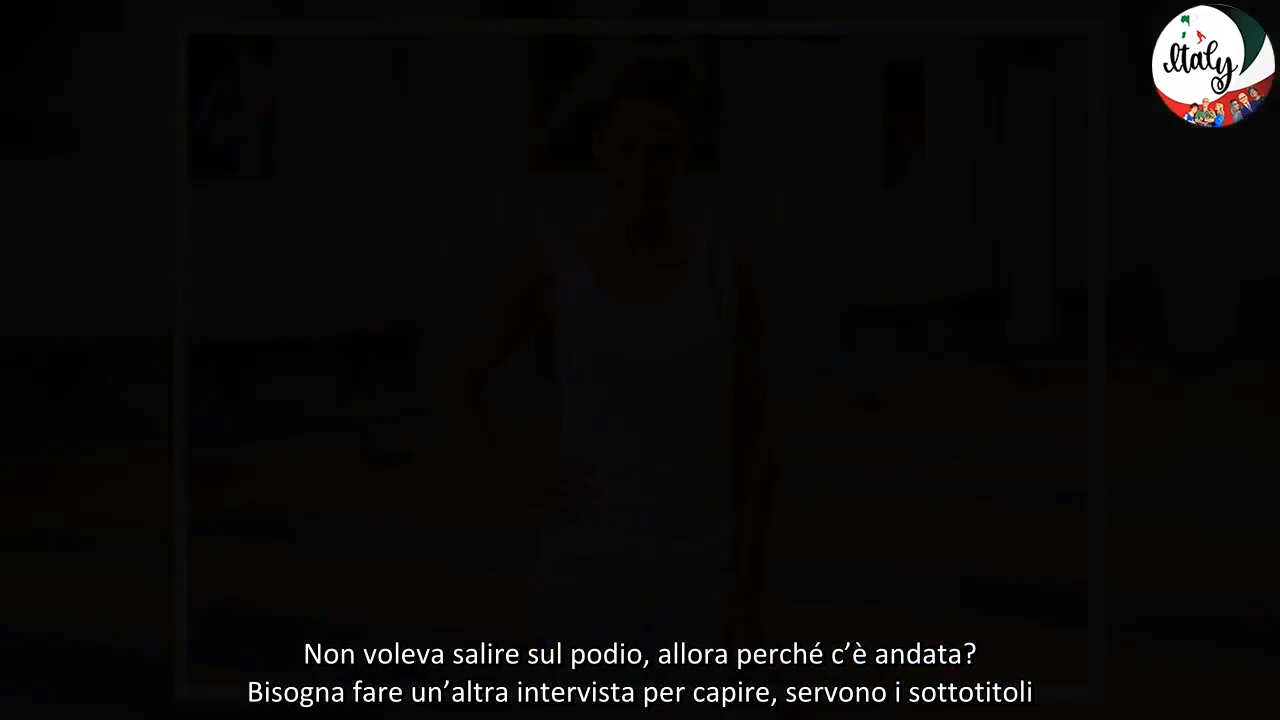 Italy
Non voleva salire sul podio, allora perché c’è andata?
Bisogna fare un’altra intervista per capire, servono i sottotitoli